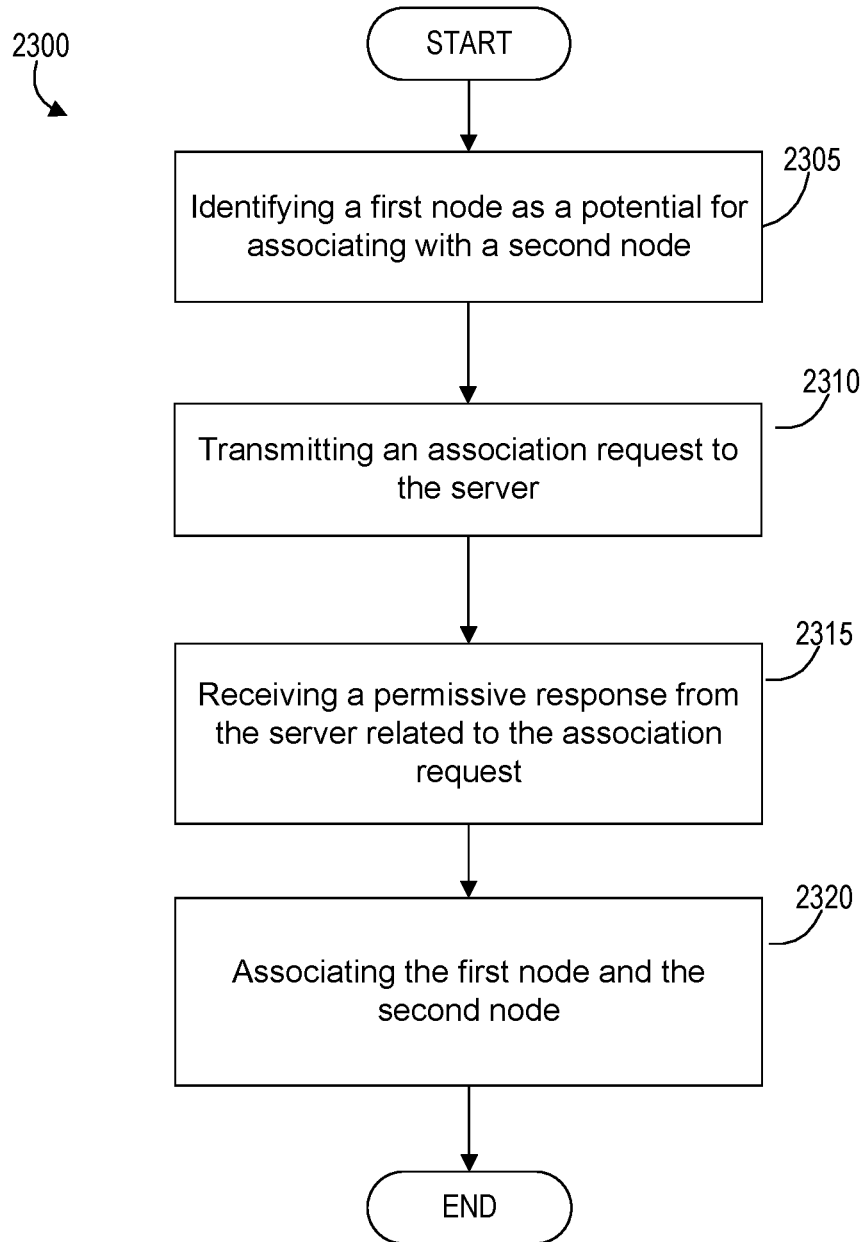 2300
START
2305
Identifying a first node as a potential for
associating with a second node
2310
Transmitting an association request to
the server
2315
Receiving a permissive response from
the server related to the association
request
2320
Associating the first node and the
second node
END